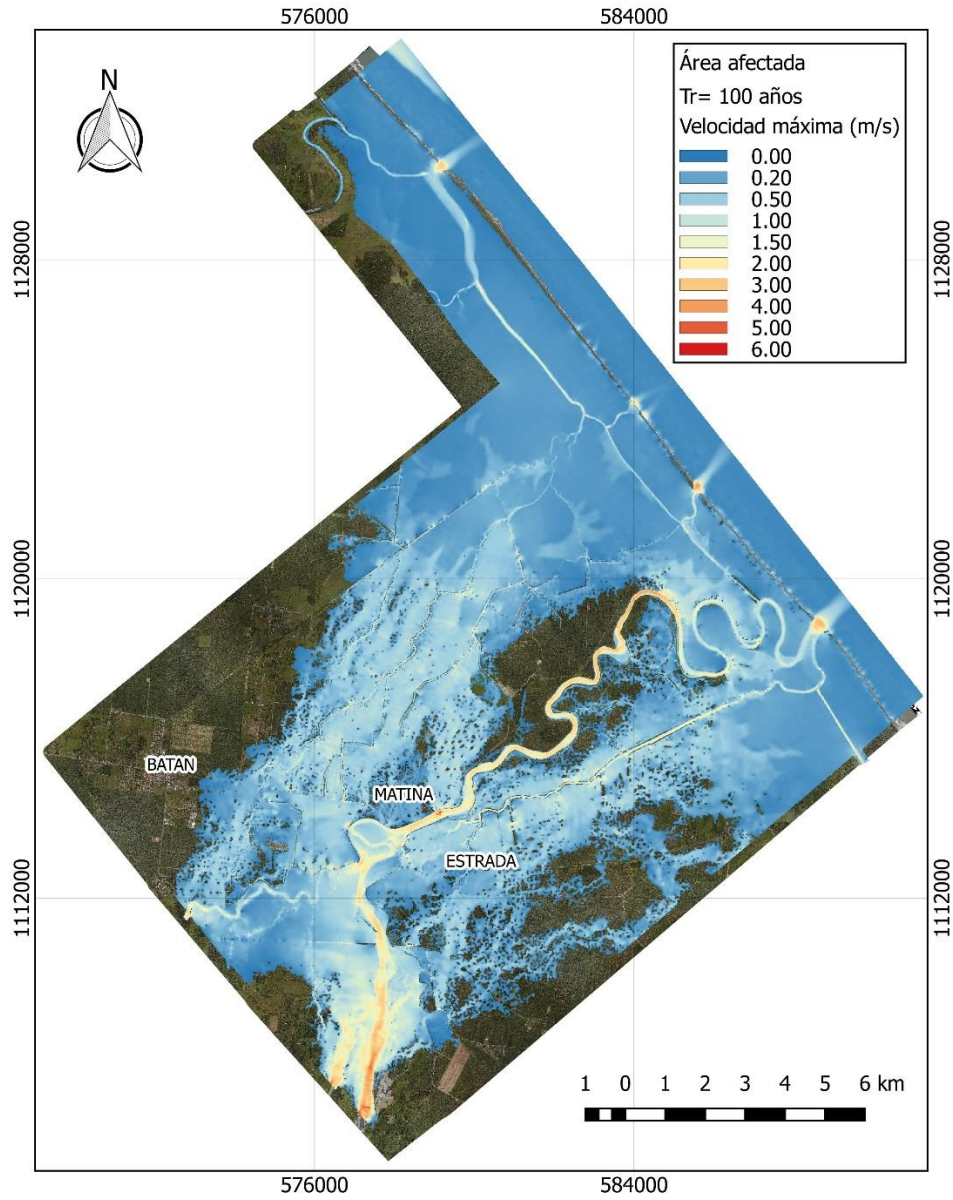 576000 584000
N
Área afectada
Tr= 100 años
Velocidad máxima (m/s)
0.00
0.20
0.50
1.00
1.50
2.00
3.00
4.00
5.00
6.00
1128000 1128000
1120000 1120000
BATAN
MATINA
ESTRADA
1112000 1112000
1 0 1 2 3 4 5 6 km
576000 584000